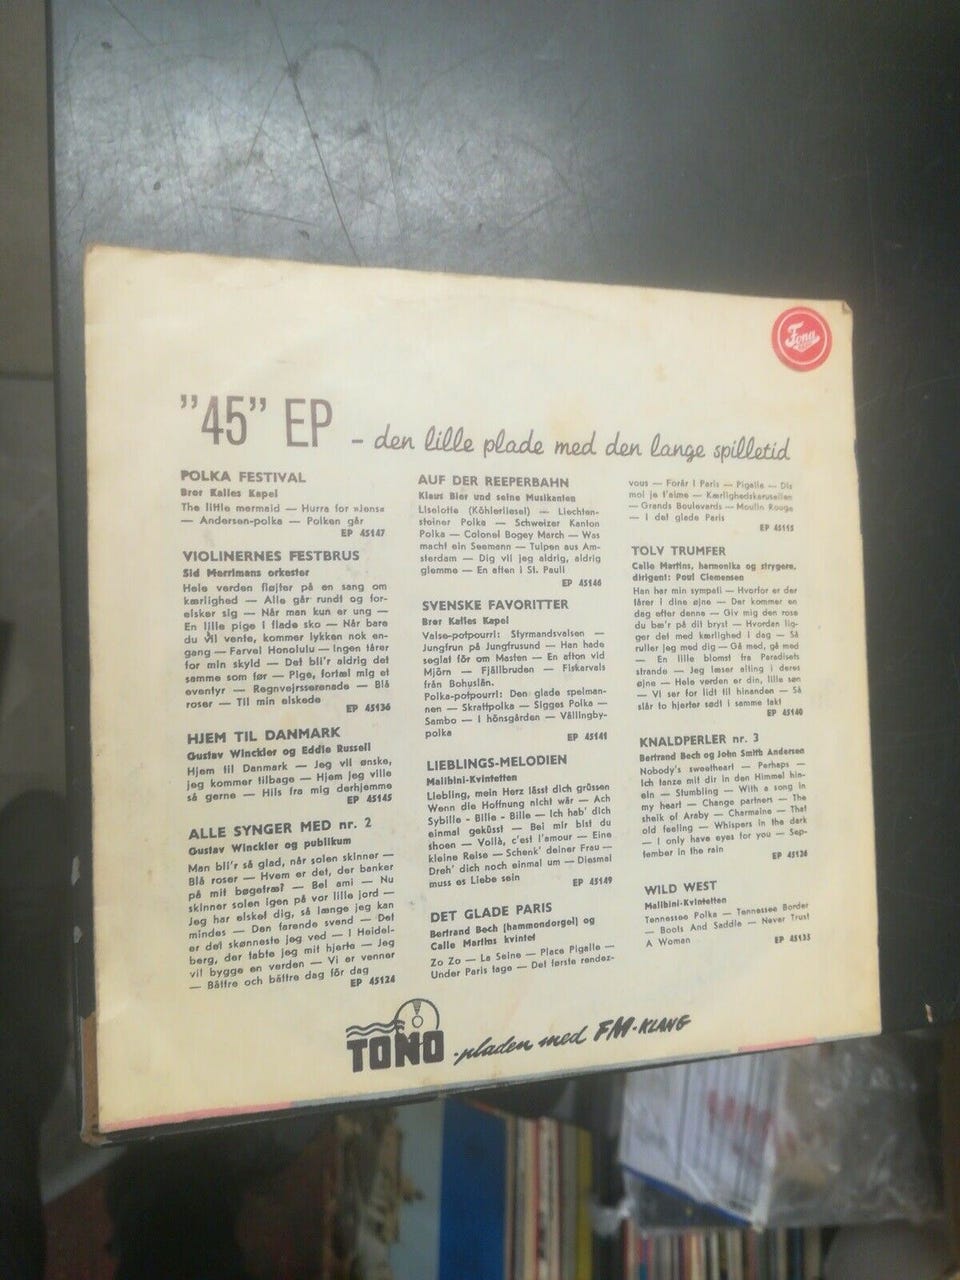 Fona
"45" EP – den lille plade med den lange spilletid
POLKA FESTIVAL
Brør Kalles Kapel
The little mermaid — Hurra for »Jens«
— Andersen-polka — Polken går
EP 45147
VIOLINERNES FESTBRUS
Sid Merrimans orkester
Hele verden fløjter på en sang om
kærlighed — Alle går rundt og for-
elsker sig — Når man kun er ung —
En lille pige i flade sko — Når bare
du vil vente, kommer lykken nok en-
gang — Farvel Honolulu — Ingen tårer
for min skyld — Det bli'r aldrig det
samme som før — Pige, fortæl mig et
eventyr — Regnvejrsserenade — Blå
roser — Til min elskede
EP 45136
HJEM TIL DANMARK
Gustav Winckler og Eddie Russell
Hjem til Danmark — Jeg vil ønske,
jeg kommer tilbage — Hjem jeg ville
så gerne — Hils fra mig derhjemme
EP 45145
ALLE SYNGER MED nr. 2
Gustav Winckler og publikum
Man bli'r så glad, når solen skinner —
Blå roser — Hvem er det, der banker
på mit bøgetræ? — Bel ami — Nu
skinner solen igen på vor lille jord —
Jeg har elsket dig, så længe jeg kan
mindes — Den farende svend — Det
er det skønneste jeg ved — I Heidel-
berg, der tabte jeg mit hjerte — Jeg
vil bygge en verden — Vi er venner
— Båttre och båttre dag för dag
EP 45124
AUF DER REEPERBAHN
Klaus Bier und seine Musikanten
Liselotte (Köhlerliesel) — Liechten-
steiner Polka — Schweizer Kanton
Polka — Colonel Bogey March — Was
macht ein Seemann — Tulpen aus Am-
sterdam — Dig vil jeg aldrig, aldrig
glemme — En aften i St. Pauli
EP 45146
SVENSKE FAVORITTER
Brør Kalles Kapel
Valse-potpourri: Styrmandsvalsen —
Jungfrun på Jungfrusund — Han hade
seglat för om Masten — En afton vid
Mjörn — Fjällbruden — Fiskarvals
från Bohuslän.
Polka-potpourri: Den glade spelman-
nen — Skrattpolka — Sigges Polka —
Sambo — I hönsgården — Vällingby-
polka
EP 45141
LIEBLINGS-MELODIEN
Malibini-Kvintetten
Liebling, mein Herz lässt dich grüssen
Wenn die Hoffnung nicht wär — Ach
Sybille - Bille - Bille — Ich hab' dich
einmal geküsst — Bei mir bist du
shoen — Voilà, c'est l'amour — Eine
kleine Reise — Schenk' deiner Frau —
Dreh' dich noch einmal um — Diesmal
muss es Liebe sein
EP 45149
DET GLADE PARIS
Bertrand Bech (hammondorgel) og
Calle Martins kvintet
Zo Zo — La Seine — Place Pigalle —
Under Paris tage — Det første rendez-
vous — Forår i Paris — Pigalle — Dis
moi je t'aime — Kærlighedskarusellen
— Grands Boulevards — Moulin Rouge
— I det glade Paris
EP 45115
TOLV TRUMFER
Calle Martins, harmonika og strygere,
dirigent: Poul Clemensen
Han har min sympati — Hvorfor er der
tårer i dine øjne — Der kommer en
dag efter denne — Giv mig den rose
du bæ'r på dit bryst — Hvordan lig-
ger det med kærlighed i dag — Så
ruller jeg med dig — Gå med, gå med
— En lille blomst fra Paradisets
strande — Jeg læser alting i deres
øjne — Hele verden er din, lille søn
— Vi ser for lidt til hinanden — Så
slår to hjerter sødt i samme takt
EP 45140
KNALDPERLER nr. 3
Bertrand Bech og John Smith Andersen
Nobody's sweetheart — Perhaps —
Ich tanze mit dir in den Himmel hin-
ein — Stumbling — With a song in
my heart — Change partners — The
sheik of Araby — Charmaine — That
old feeling — Whispers in the dark
— I only have eyes for you — Sep-
tember in the rain
EP 45126
WILD WEST
Malibini-Kvintetten
Tennessee Polka — Tennessee Border
— Boots And Saddle — Never Trust
A Woman
EP 45135
TONO - pladen med FM-KLANG